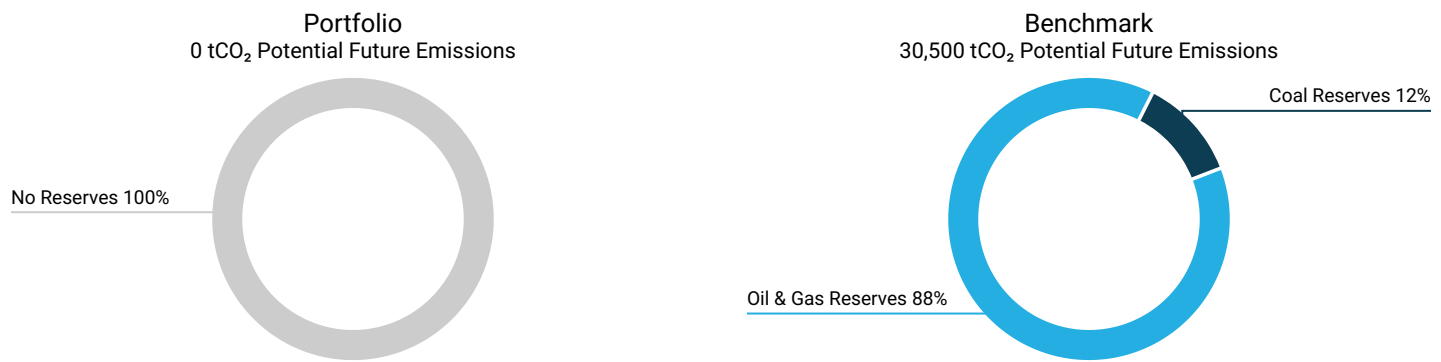 Portfolio
0 tCO₂ Potential Future Emissions
No Reserves 100%
Benchmark
30,500 tCO₂ Potential Future Emissions
Coal Reserves 12%
Oil & Gas Reserves 88%